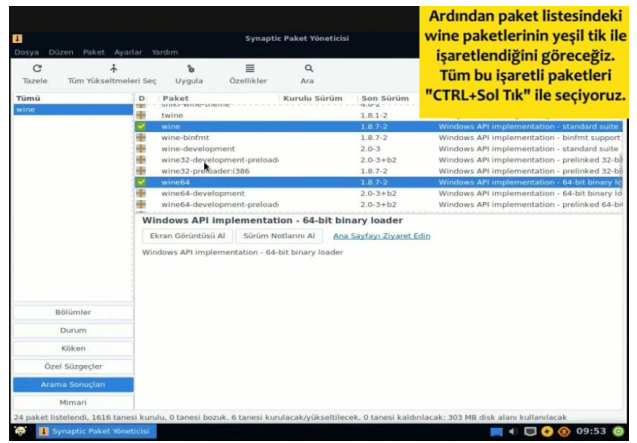 Ardından paket listesindeki
wine paketlerinin yeşil tik ile
işaretlendiğini göreceğiz.
Tüm bu işaretli paketleri
"CTRL+Sol Tık" ile seçiyoruz.
Synaptic Paket Yöneticisi
Dosya Düzen Paket Ayarlar Yardım
Tazele Tüm Yükseltmeleri Seç Uygula Özellikler Ara
Tümü
wine
D Paket Kurulu Sürüm Son Sürüm
twine 1.8.1-2
wine 1.8.7-2 Windows API implementation - standard suite
wine-binfmt 1.8.7-2 Windows API implementation - binfmt support
wine-development 2.0-3 Windows API implementation - standard suite
wine32-development-preload 2.0-3+b2 Windows API implementation - prelinked 32-bi
wine32-preloader:i386 1.8.7-2 Windows API implementation - prelinked 32-bi
wine64 1.8.7-2 Windows API implementation - 64-bit binary lo
wine64-development 2.0-3+b2 Windows API implementation - 64-bit binary lo
wine64-development-preload 2.0-3+b2 Windows API implementation - prelinked 64-bi
Windows API implementation - 64-bit binary loader
Ekran Görüntüsü Al Sürüm Notlarını Al Ana Sayfayı Ziyaret Edin
Windows API implementation - 64-bit binary loader
Bölümler
Durum
Köken
Özel Süzgeçler
Arama Sonuçları
Mimari
24 paket listelendi, 1616 tanesi kurulu, 0 tanesi bozuk. 6 tanesi kurulacak/yükseltilecek, 0 tanesi kaldırılacak; 303 MB disk alanı kullanılacak
Synaptic Paket Yöneticisi 09:53